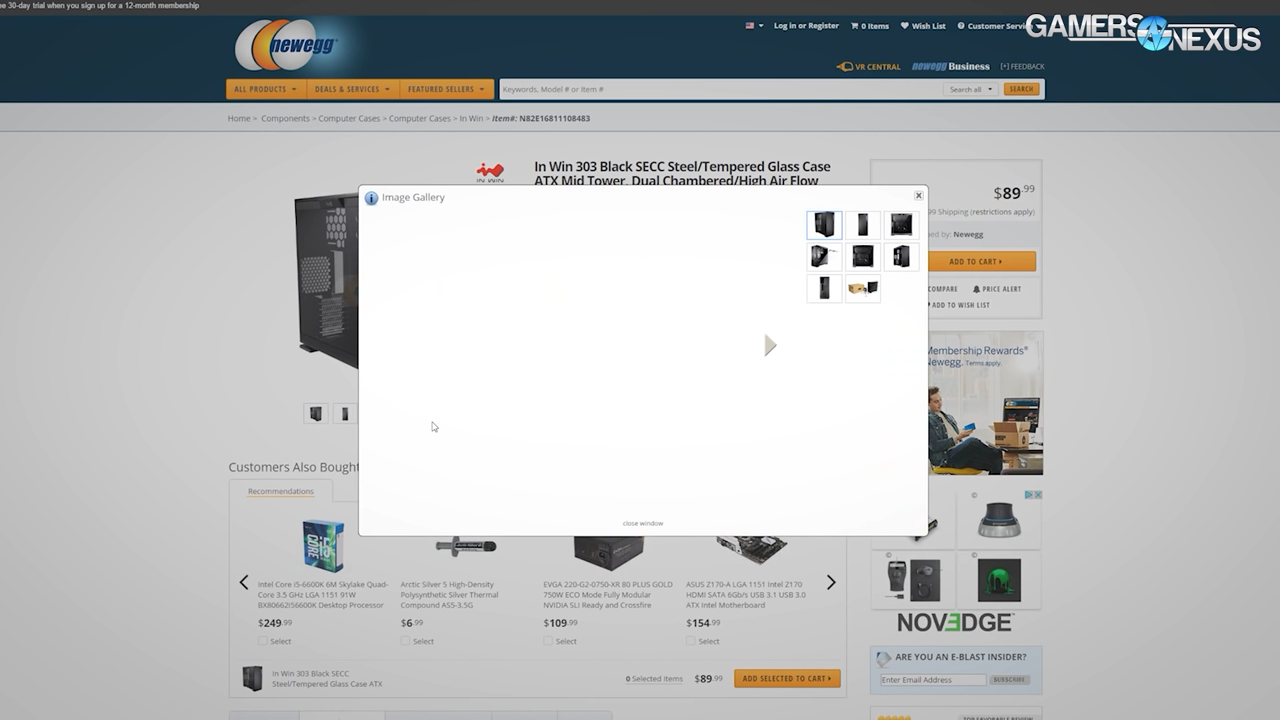 30-day trial when you sign up for a 12-month membership
GAMERS NEXUS
newegg
Log in or Register
0 Items
Wish List
Customer
VR CENTRAL
newegg Business
[+] FEEDBACK
ALL PRODUCTS
DEALS & SERVICES
FEATURED SELLERS
Keywords, Model # or Item #
Search all
SEARCH
Home > Components > Computer Cases > Computer Cases > In Win > Item#: N82E16811108483
IN WIN
In Win 303 Black SECC Steel/Tempered Glass Case
ATX Mid Tower, Dual Chambered/High Air Flow
$89.99
Shipping (restrictions apply)
Newegg
ADD TO CART
COMPARE
PRICE ALERT
ADD TO WISH LIST
Image Gallery
close window
Membership Rewards®
Newegg. Terms apply.
Customers Also Bought
Recommendations
Intel Core i5-6600K 6M Skylake Quad-
Core 3.5 GHz LGA 1151 91W
BX80662I56600K Desktop Processor
$249.99
Select
Arctic Silver 5 High-Density
Polysynthetic Silver Thermal
Compound AS5-3.5G
$6.99
Select
EVGA 220-G2-0750-XR 80 PLUS GOLD
750W ECO Mode Fully Modular
NVIDIA SLI Ready and Crossfire
$109.99
Select
ASUS Z170-A LGA 1151 Intel Z170
HDMI SATA 6Gb/s USB 3.1 USB 3.0
ATX Intel Motherboard
$154.99
Select
In Win 303 Black SECC
Steel/Tempered Glass Case ATX
0 Selected Items
$89.99
ADD SELECTED TO CART
NOVEDGE
ARE YOU AN E-BLAST INSIDER?
Enter Email Address
SUBSCRIBE